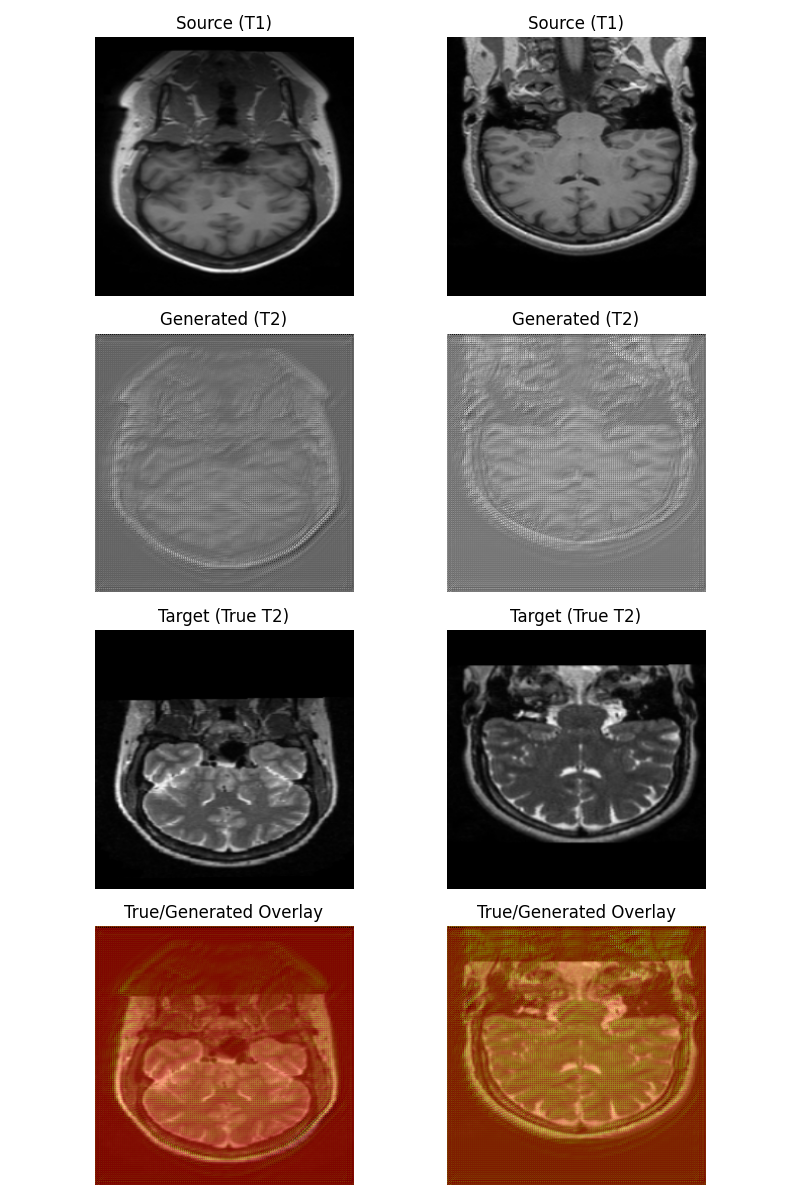 Source (T1)
Source (T1)
Generated (T2)
Generated (T2)
Target (True T2)
Target (True T2)
True/Generated Overlay
True/Generated Overlay